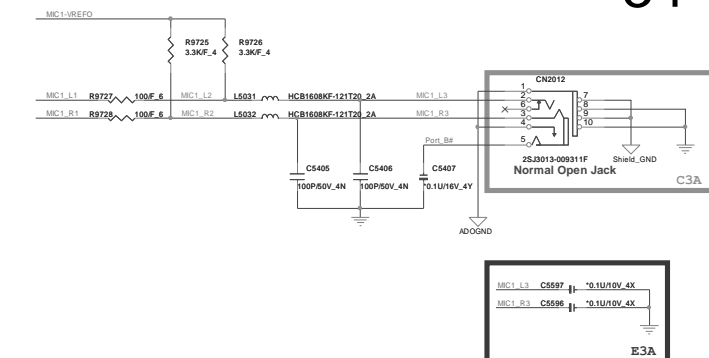 MIC1-VREFO
R9725 R9726
3.3K/F_4 3.3K/F_4
CN2012
MIC1_L1 R9727 100/F_6 MIC1_L2 L5031 HCB1608KF-121T20_2A MIC1_L3
MIC1_R1 R9728 100/F_6 MIC1_R2 L5032 HCB1608KF-121T20_2A MIC1_R3
1
2
6
3
4
5
7
8
9
10
Port_B#
C5405 C5406 C5407
100P/50V_4N 100P/50V_4N *0.1U/16V_4Y
2SJ3013-009311F
Normal Open Jack
Shield_GND
C3A
ADOGND
MIC1_L3 C5597 *0.1U/10V_4X
MIC1_R3 C5596 *0.1U/10V_4X
E3A